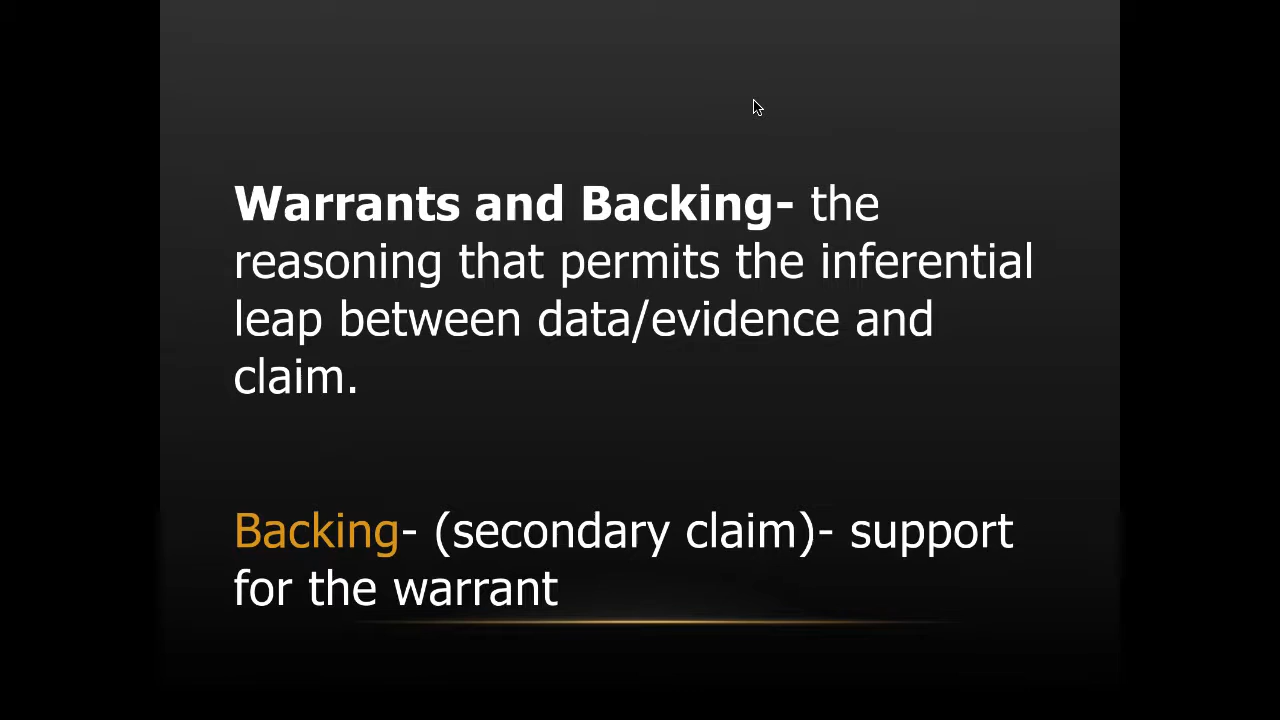 Warrants and Backing- the
reasoning that permits the inferential
leap between data/evidence and
claim.
Backing- (secondary claim)- support
for the warrant